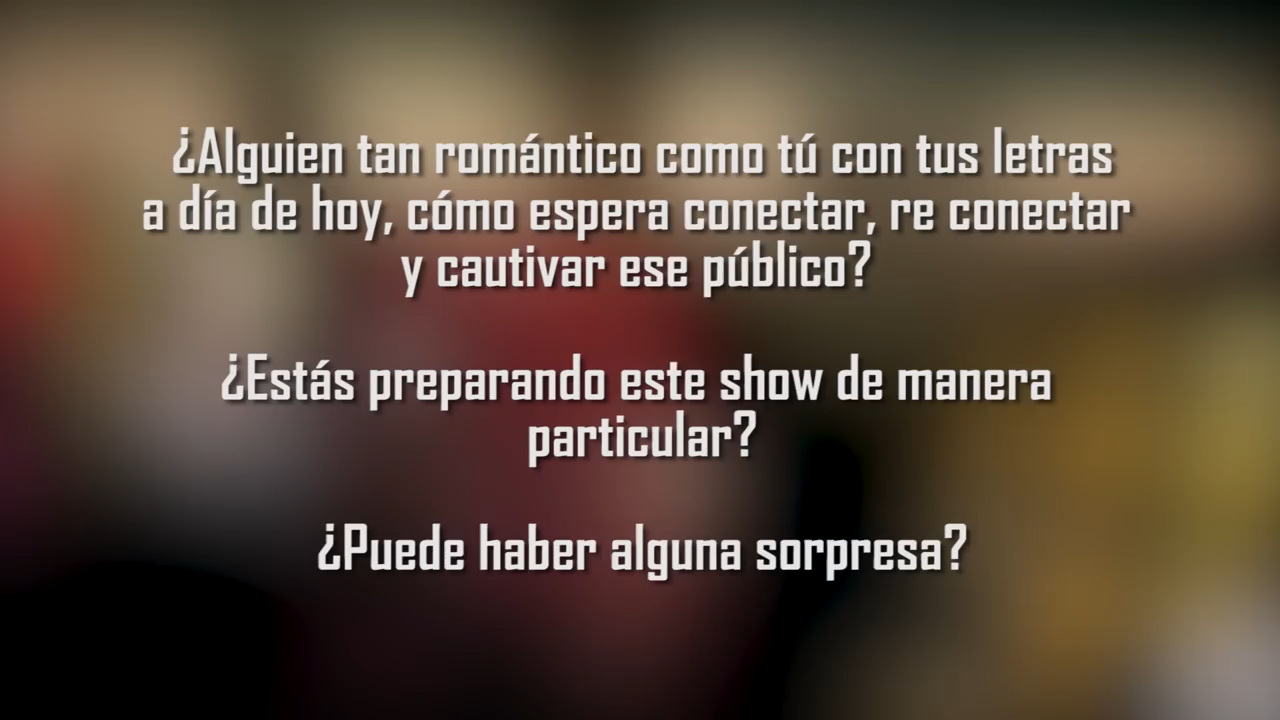 ¿Alguien tan romántico como tú con tus letras
a día de hoy, cómo espera conectar, re conectar
y cautivar ese público?
¿Estás preparando este show de manera
particular?
¿Puede haber alguna sorpresa?